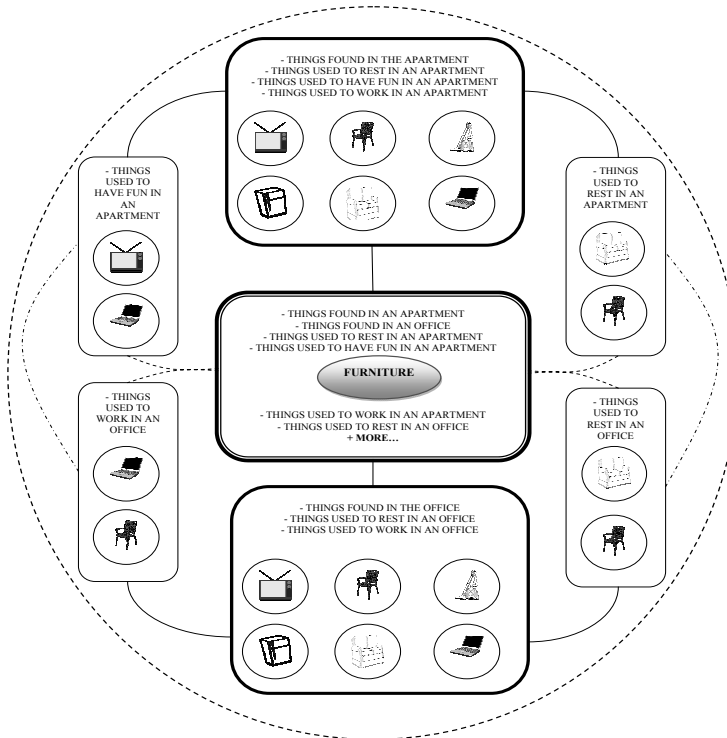 - THINGS FOUND IN THE APARTMENT
- THINGS USED TO REST IN AN APARTMENT
- THINGS USED TO HAVE FUN IN AN APARTMENT
- THINGS USED TO WORK IN AN APARTMENT
- THINGS
USED TO
HAVE FUN IN
AN
APARTMENT
- THINGS
USED TO
REST IN AN
APARTMENT
- THINGS FOUND IN AN APARTMENT
- THINGS FOUND IN AN OFFICE
- THINGS USED TO REST IN AN APARTMENT
- THINGS USED TO HAVE FUN IN AN APARTMENT
FURNITURE
- THINGS USED TO WORK IN AN APARTMENT
- THINGS USED TO REST IN AN OFFICE
+ MORE…
- THINGS
USED TO
WORK IN AN
OFFICE
- THINGS
USED TO
REST IN AN
OFFICE
- THINGS FOUND IN THE OFFICE
- THINGS USED TO REST IN AN OFFICE
- THINGS USED TO WORK IN AN OFFICE